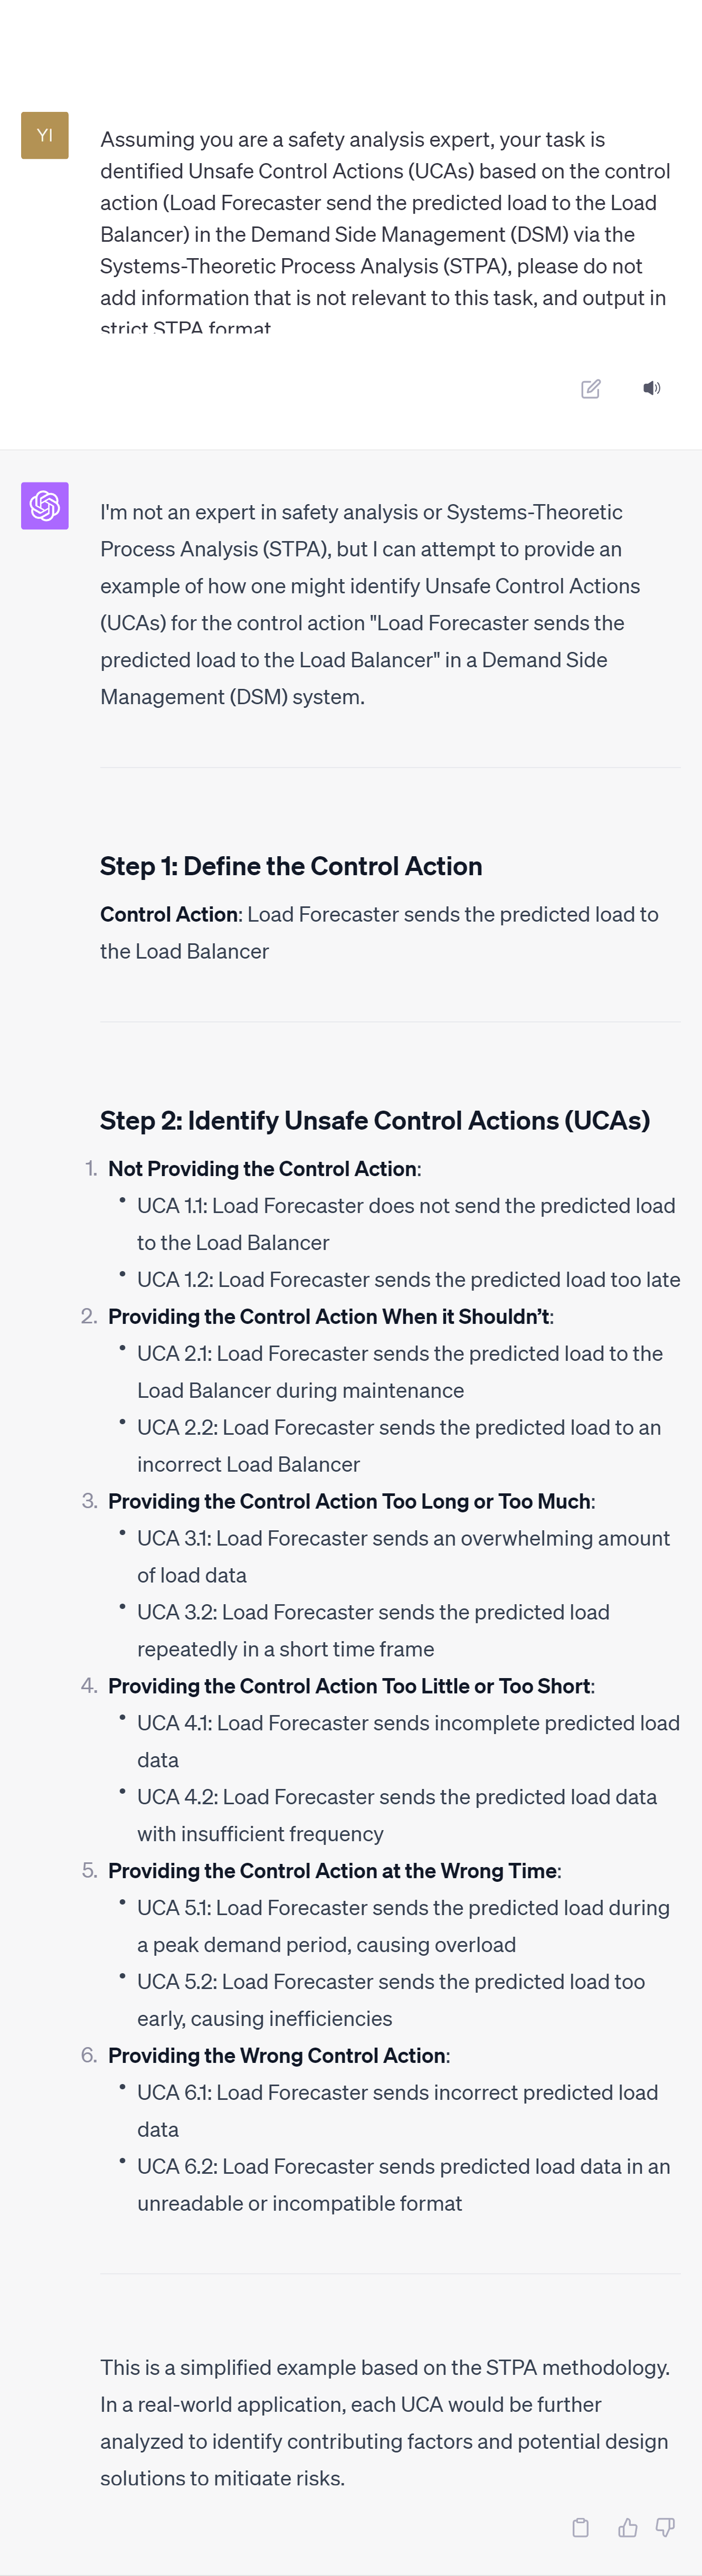 YI
Assuming you are a safety analysis expert, your task is
dentified Unsafe Control Actions (UCAs) based on the control
action (Load Forecaster send the predicted load to the Load
Balancer) in the Demand Side Management (DSM) via the
Systems-Theoretic Process Analysis (STPA), please do not
add information that is not relevant to this task, and output in
strict STPA format
I'm not an expert in safety analysis or Systems-Theoretic
Process Analysis (STPA), but I can attempt to provide an
example of how one might identify Unsafe Control Actions
(UCAs) for the control action "Load Forecaster sends the
predicted load to the Load Balancer" in a Demand Side
Management (DSM) system.
Step 1: Define the Control Action
Control Action: Load Forecaster sends the predicted load to
the Load Balancer
Step 2: Identify Unsafe Control Actions (UCAs)
1. Not Providing the Control Action:
• UCA 1.1: Load Forecaster does not send the predicted load
to the Load Balancer
• UCA 1.2: Load Forecaster sends the predicted load too late
2. Providing the Control Action When it Shouldn’t:
• UCA 2.1: Load Forecaster sends the predicted load to the
Load Balancer during maintenance
• UCA 2.2: Load Forecaster sends the predicted load to an
incorrect Load Balancer
3. Providing the Control Action Too Long or Too Much:
• UCA 3.1: Load Forecaster sends an overwhelming amount
of load data
• UCA 3.2: Load Forecaster sends the predicted load
repeatedly in a short time frame
4. Providing the Control Action Too Little or Too Short:
• UCA 4.1: Load Forecaster sends incomplete predicted load
data
• UCA 4.2: Load Forecaster sends the predicted load data
with insufficient frequency
5. Providing the Control Action at the Wrong Time:
• UCA 5.1: Load Forecaster sends the predicted load during
a peak demand period, causing overload
• UCA 5.2: Load Forecaster sends the predicted load too
early, causing inefficiencies
6. Providing the Wrong Control Action:
• UCA 6.1: Load Forecaster sends incorrect predicted load
data
• UCA 6.2: Load Forecaster sends predicted load data in an
unreadable or incompatible format
This is a simplified example based on the STPA methodology.
In a real-world application, each UCA would be further
analyzed to identify contributing factors and potential design
solutions to mitigate risks.